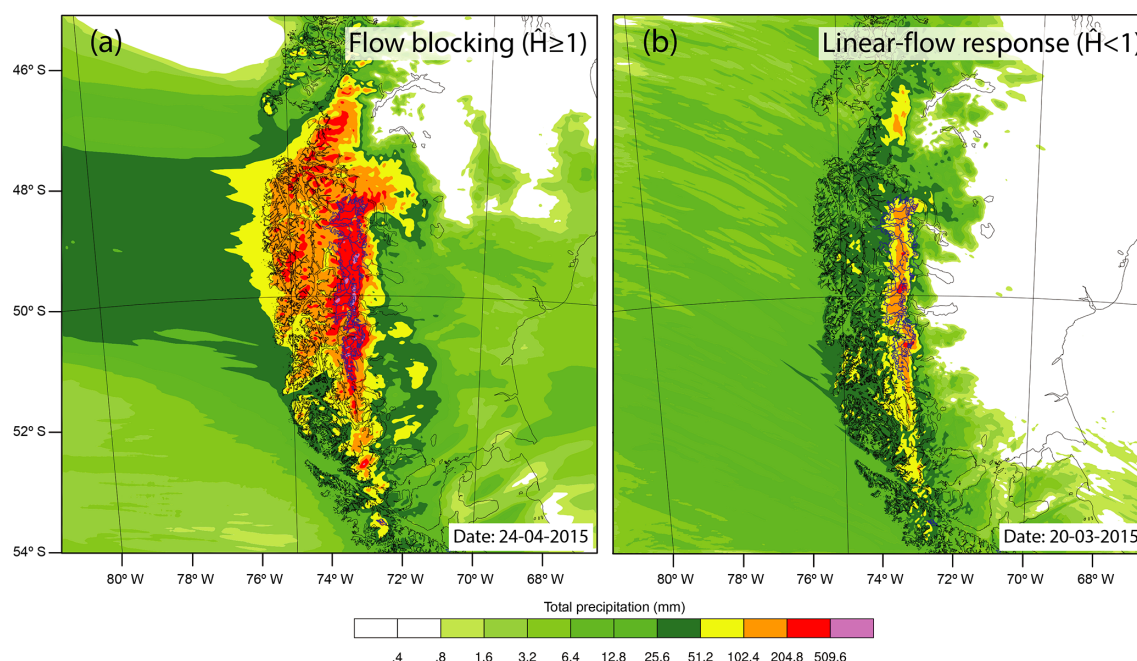 (a) Flow blocking (Ĥ≥1)
(b) Linear-flow response (Ĥ<1)
46° S
48° S
50° S
52° S
54° S
Date: 24-04-2015
Date: 20-03-2015
80° W 78° W 76° W 74° W 72° W 70° W 68° W
80° W 78° W 76° W 74° W 72° W 70° W 68° W
Total precipitation (mm)
.4 .8 1.6 3.2 6.4 12.8 25.6 51.2 102.4 204.8 509.6